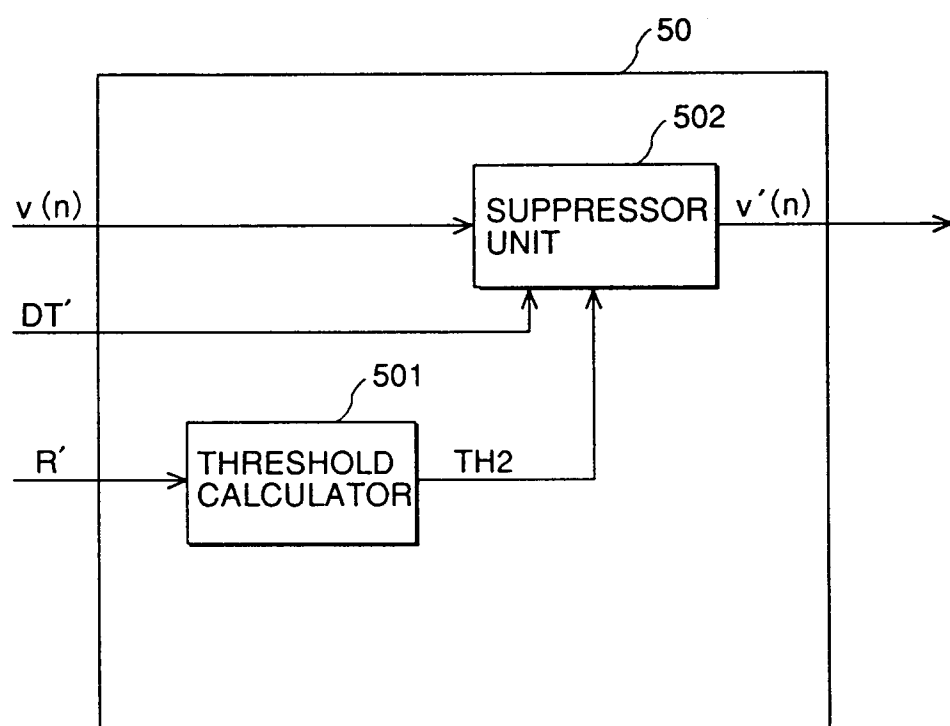 50
502
v(n)
SUPPRESSOR
UNIT
v′(n)
DT′
501
R′
THRESHOLD
CALCULATOR
TH2